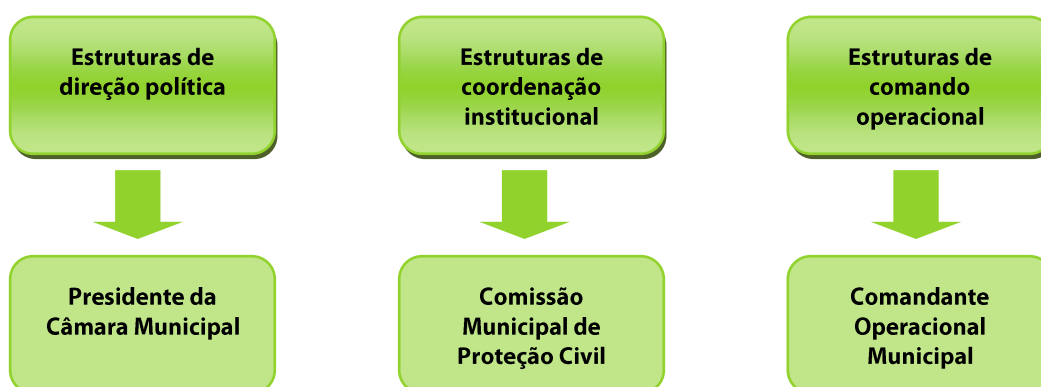 Estruturas de
direção política
Estruturas de
coordenação
institucional
Estruturas de
comando
operacional
Presidente da
Câmara Municipal
Comissão
Municipal de
Proteção Civil
Comandante
Operacional
Municipal